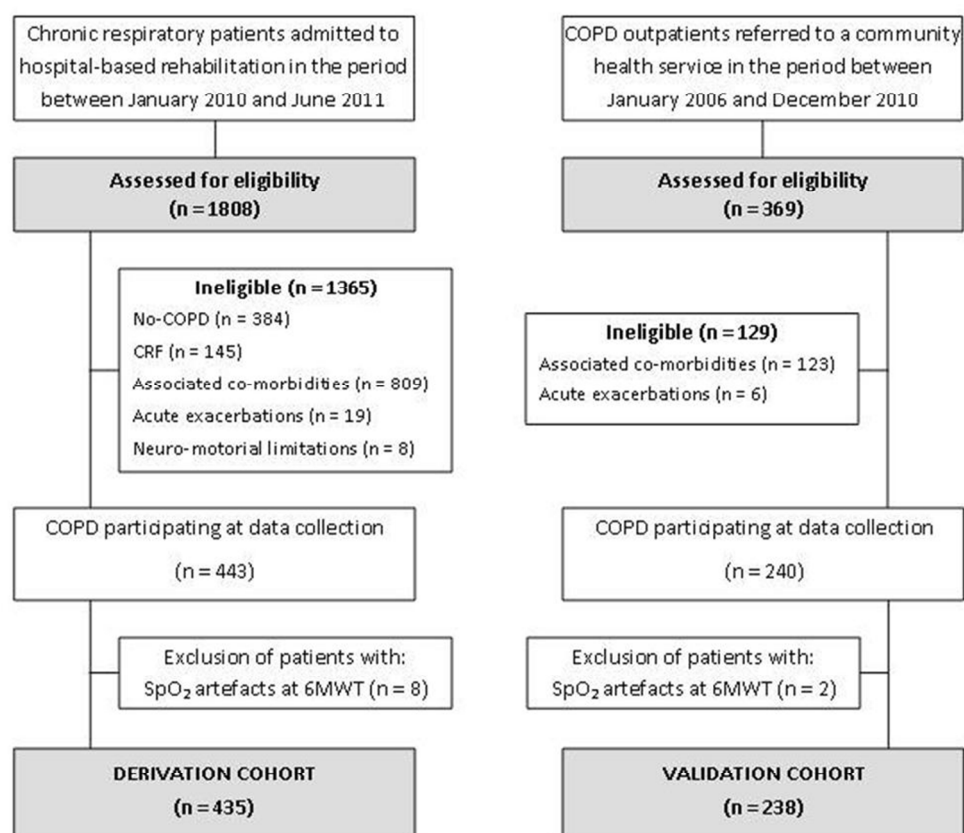 Chronic respiratory patients admitted to
hospital-based rehabilitation in the period
between January 2010 and June 2011
Assessed for eligibility
(n = 1808)
Ineligible (n = 1365)
No-COPD (n = 384)
CRF (n = 145)
Associated co-morbidities (n = 809)
Acute exacerbations (n = 19)
Neuro-motorial limitations (n = 8)
COPD participating at data collection
(n = 443)
Exclusion of patients with:
SpO₂ artefacts at 6MWT (n = 8)
DERIVATION COHORT
(n = 435)
COPD outpatients referred to a community
health service in the period between
January 2006 and December 2010
Assessed for eligibility
(n = 369)
Ineligible (n = 129)
Associated co-morbidities (n = 123)
Acute exacerbations (n = 6)
COPD participating at data collection
(n = 240)
Exclusion of patients with:
SpO₂ artefacts at 6MWT (n = 2)
VALIDATION COHORT
(n = 238)